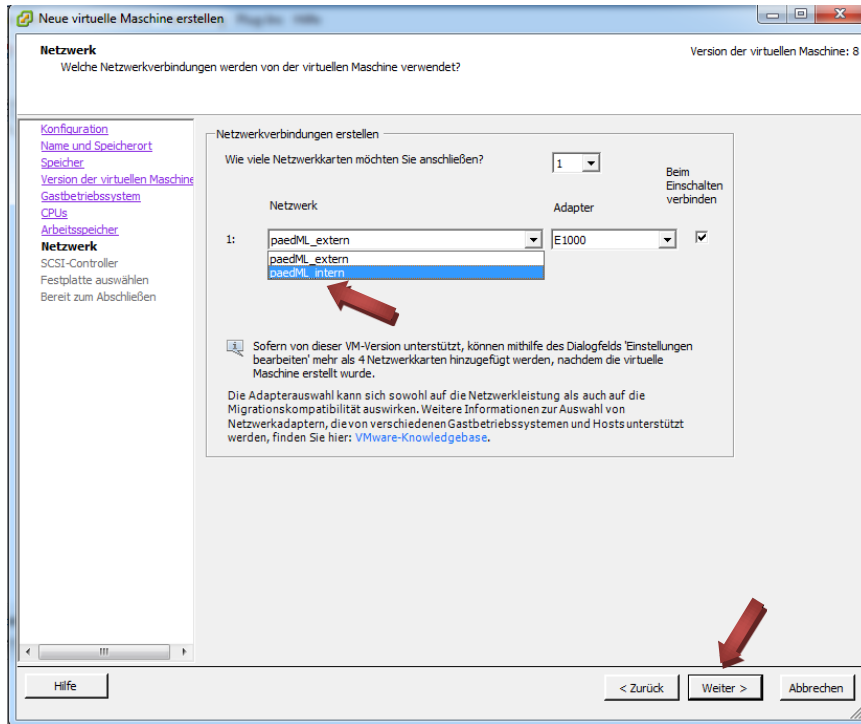 Neue virtuelle Maschine erstellen
Netzwerk
Welche Netzwerkverbindungen werden von der virtuellen Maschine verwendet?
Version der virtuellen Maschine: 8
Konfiguration
Name und Speicherort
Speicher
Version der virtuellen Maschine
Gastbetriebssystem
CPUs
Arbeitsspeicher
Netzwerk
SCSI-Controller
Festplatte auswählen
Bereit zum Abschließen
Netzwerkverbindungen erstellen
Wie viele Netzwerkkarten möchten Sie anschließen?
1
Netzwerk
Adapter
Beim
Einschalten
verbinden
1:
paedML_extern
E1000
paedML_extern
paedML_intern
Sofern von dieser VM-Version unterstützt, können mithilfe des Dialogfelds 'Einstellungen
bearbeiten' mehr als 4 Netzwerkkarten hinzugefügt werden, nachdem die virtuelle
Maschine erstellt wurde.
Die Adapterauswahl kann sich sowohl auf die Netzwerkleistung als auch auf die
Migrationskompatibilität auswirken. Weitere Informationen zur Auswahl von
Netzwerkadaptern, die von verschiedenen Gastbetriebssystemen und Hosts unterstützt
werden, finden Sie hier: VMware-Knowledgebase.
Hilfe
< Zurück
Weiter >
Abbrechen